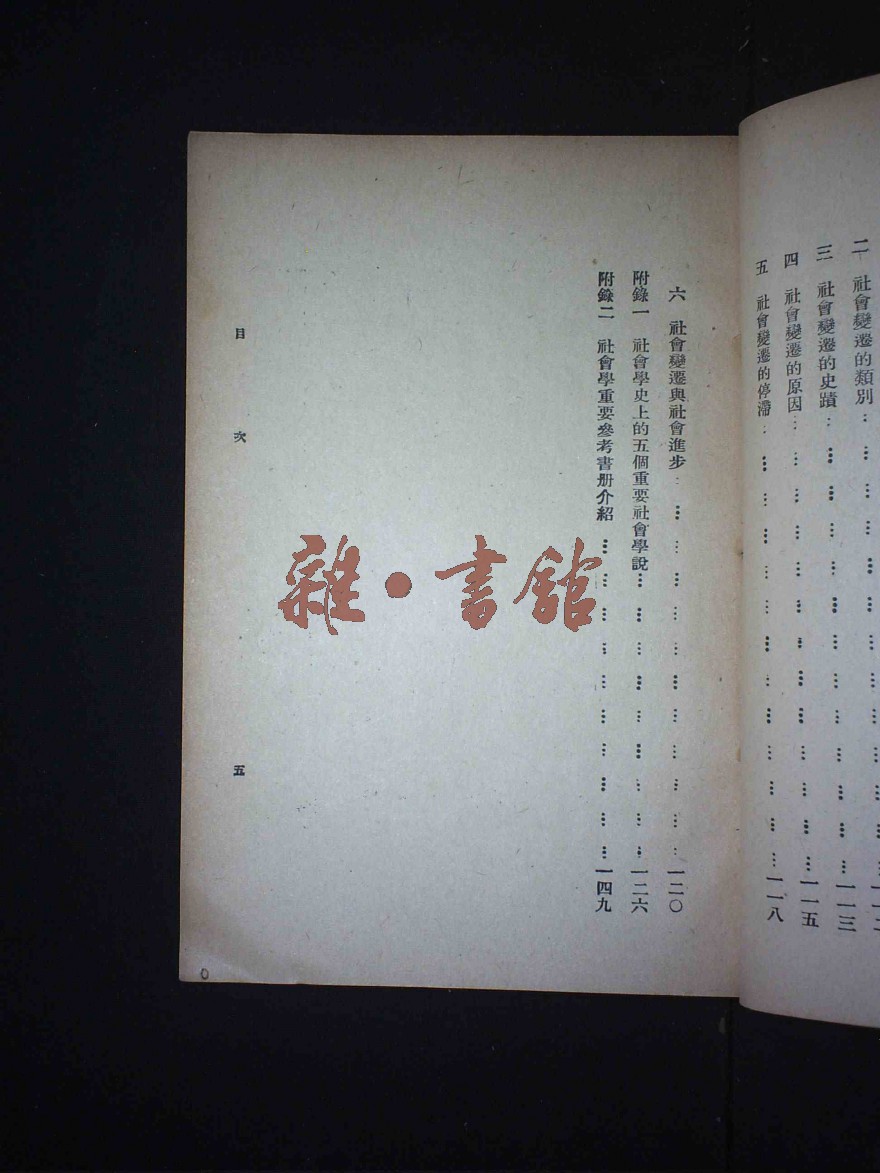 二　社會變遷的類別……………………………一一二
三　社會變遷的史蹟……………………………一一三
四　社會變遷的原因……………………………一一五
五　社會變遷的停滯……………………………一一八
六　社會變遷與社會進步……………………………一二〇
附錄一　社會學史上的五個重要社會學說……………………………一二六
附錄二　社會學重要參考書册介紹……………………………一四九
目次　五
雜・書館